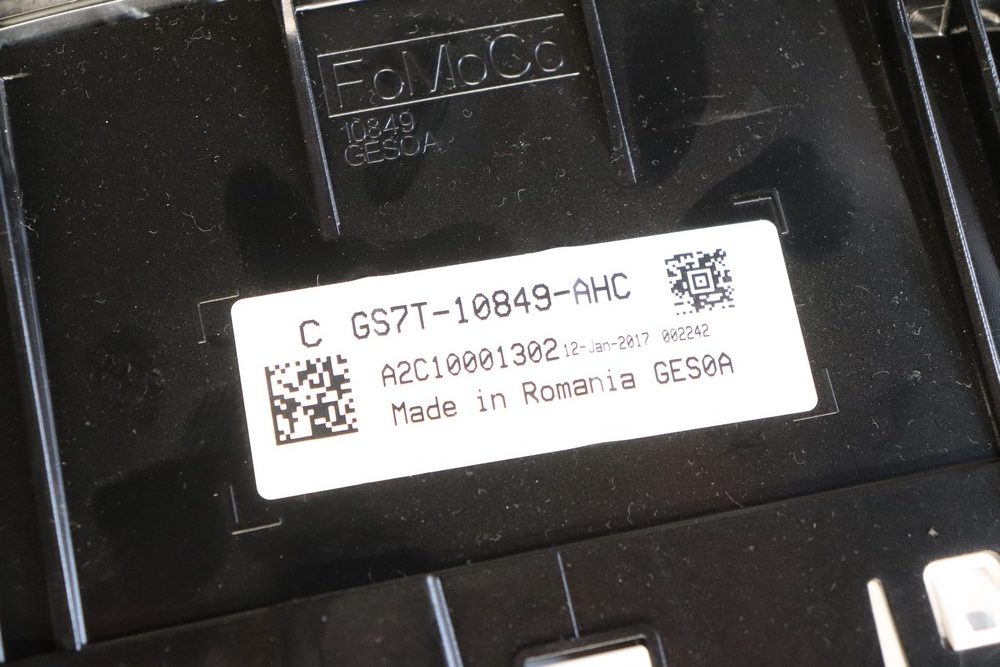 FoMoCo
10849
GES0A
C GS7T-10849-AHC
A2C10001302 12-Jan-2017 002242
Made in Romania GES0A